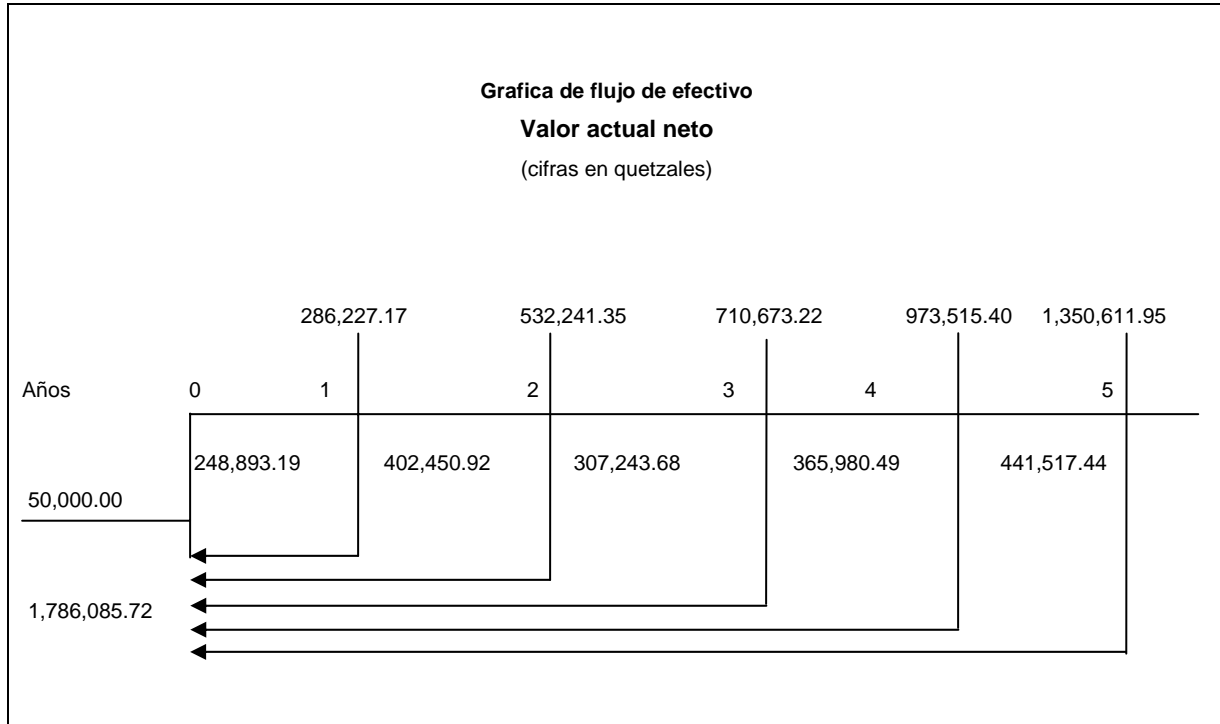 Grafica de flujo de efectivo
Valor actual neto
(cifras en quetzales)
286,227.17 532,241.35 710,673.22 973,515.40 1,350,611.95
Años 0 1 2 3 4 5
248,893.19 402,450.92 307,243.68 365,980.49 441,517.44
50,000.00
1,786,085.72